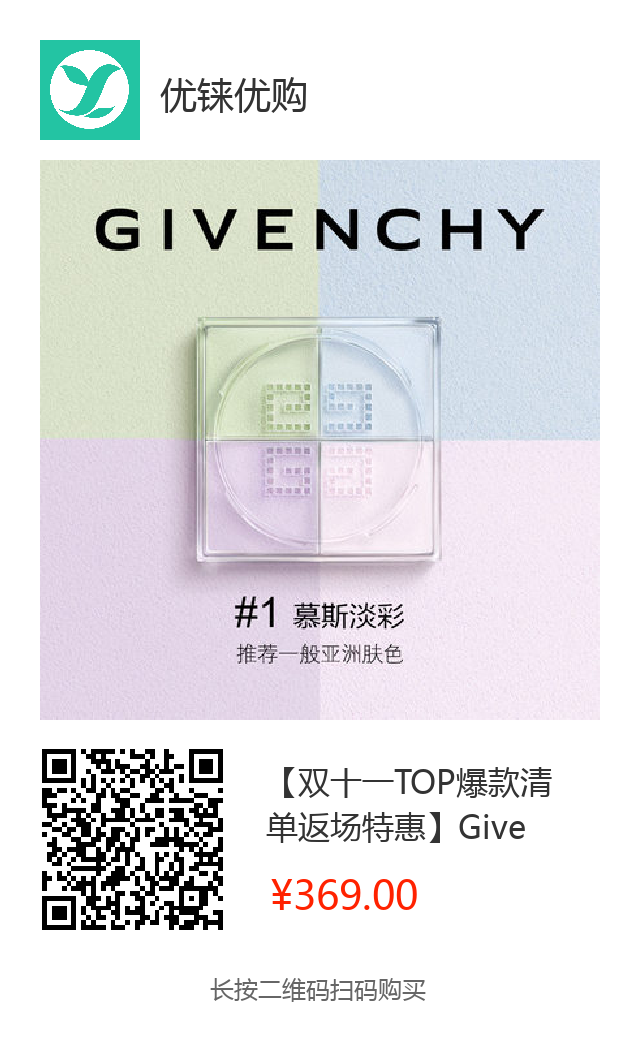 优铼优购
GIVENCHY
#1 慕斯淡彩
推荐一般亚洲肤色
【双十一TOP爆款清
单返场特惠】Give
¥369.00
长按二维码扫码购买